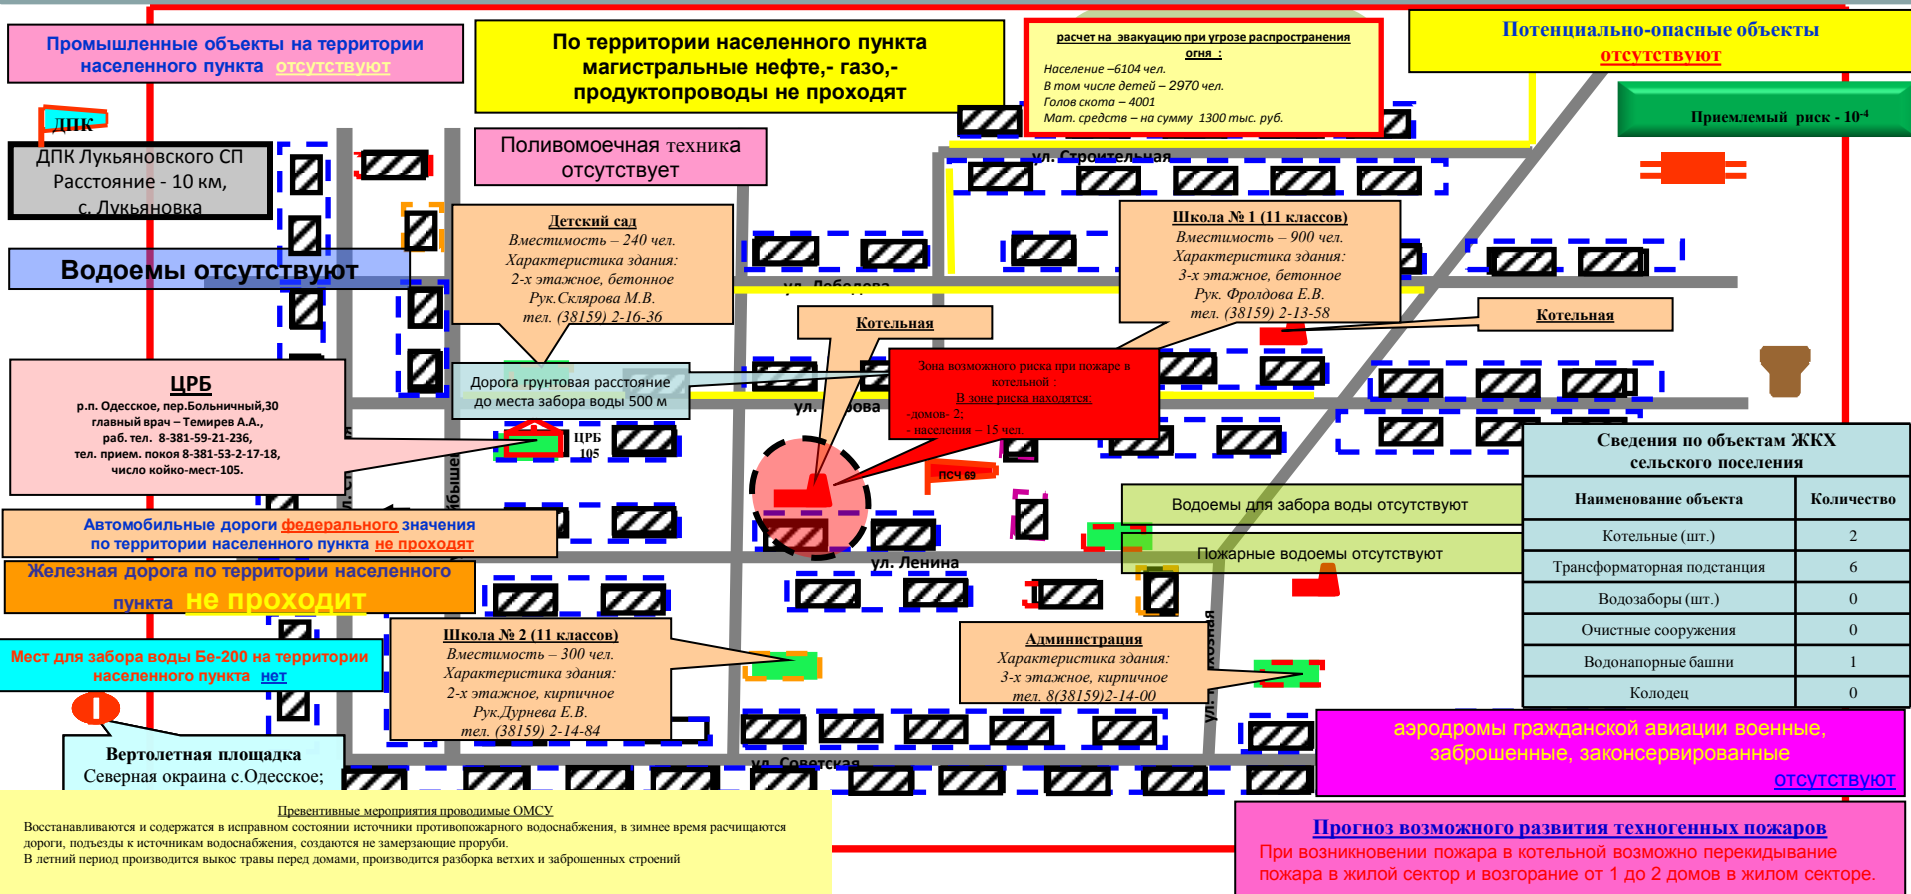 Промышленные объекты на территории
населенного пункта отсутствуют
По территории населенного пункта
магистральные нефте,- газо,-
продуктопроводы не проходят
расчет на эвакуацию при угрозе распространения
огня :
Население –6104 чел.
В том числе детей – 2970 чел.
Голов скота – 4001
Мат. средств – на сумму 1300 тыс. руб.
Потенциально-опасные объекты
отсутствуют
Приемлемый риск - 10⁻⁴
ДПК
ДПК Лукьяновского СП
Расстояние - 10 км,
с. Лукьяновка
Поливомоечная техника
отсутствует
ул. Строительная
Детский сад
Вместимость – 240 чел.
Характеристика здания:
2-х этажное, бетонное
Рук.Склярова М.В.
тел. (38159) 2-16-36
Школа № 1 (11 классов)
Вместимость – 900 чел.
Характеристика здания:
3-х этажное, бетонное
Рук. Фролдова Е.В.
тел. (38159) 2-13-58
Водоемы отсутствуют
ул.
Котельная
Котельная
ЦРБ
р.п. Одесское, пер.Больничный,30
главный врач – Темирев А.А.,
раб. тел. 8-381-59-21-236,
тел. прием. покоя 8-381-53-2-17-18,
число койко-мест-105.
Дорога грунтовая расстояние
до места забора воды 500 м
Зона возможного риска при пожаре в
котельной :
В зоне риска находятся:
-домов- 2;
- населения – 15 чел.
ул.
ЦРБ
105
ПСЧ 69
Сведения по объектам ЖКХ
сельского поселения
Наименование объекта Количество
Котельные (шт.) 2
Трансформаторная подстанция 6
Водозаборы (шт.) 0
Очистные сооружения 0
Водонапорные башни 1
Колодец 0
Водоемы для забора воды отсутствуют
Пожарные водоемы отсутствуют
Автомобильные дороги федерального значения
по территории населенного пункта не проходят
ул. Ленина
Железная дорога по территории населенного
пункта не проходит
Школа № 2 (11 классов)
Вместимость – 300 чел.
Характеристика здания:
2-х этажное, кирпичное
Рук.Дурнева Е.В.
тел. (38159) 2-14-84
Администрация
Характеристика здания:
3-х этажное, кирпичное
тел. 8(38159)2-14-00
Мест для забора воды Бе-200 на территории
населенного пункта нет
Вертолетная площадка
Северная окраина с.Одесское;
ул. Советская
аэродромы гражданской авиации военные,
заброшенные, законсервированные
отсутствуют
Превентивные мероприятия проводимые ОМСУ
Восстанавливаются и содержатся в исправном состоянии источники противопожарного водоснабжения, в зимнее время расчищаются
дороги, подъезды к источникам водоснабжения, создаются не замерзающие проруби.
В летний период производится выкос травы перед домами, производится разборка ветхих и заброшенных строений
Прогноз возможного развития техногенных пожаров
При возникновении пожара в котельной возможно перекидывание
пожара в жилой сектор и возгорание от 1 до 2 домов в жилом секторе.